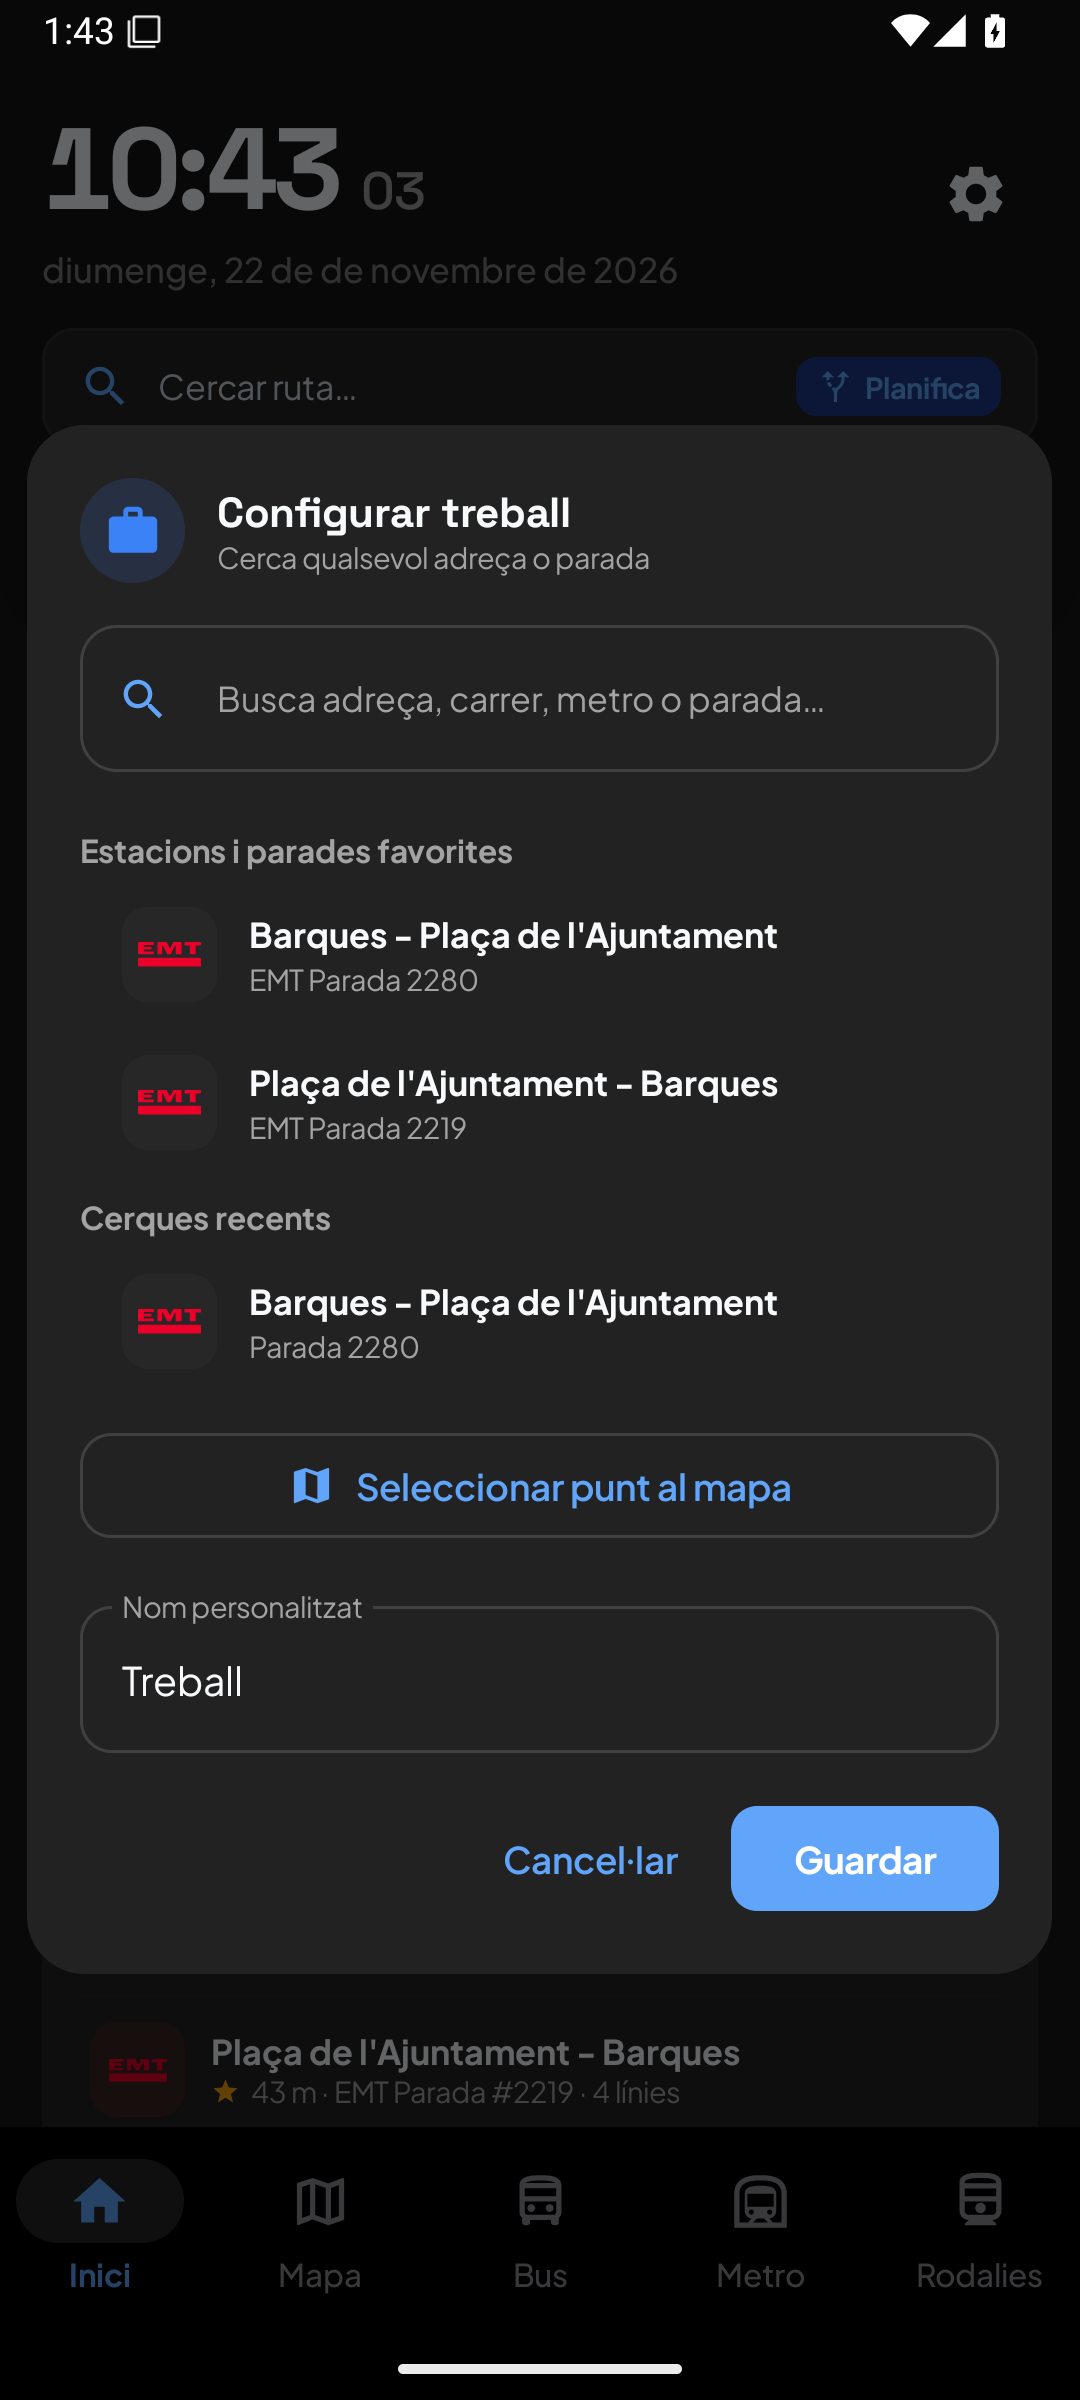 1:43
10:43 03
diumenge, 22 de de novembre de 2026
Cercar ruta...
Planifica
Configurar treball
Cerca qualsevol adreça o parada
Busca adreça, carrer, metro o parada...
Estacions i parades favorites
EMT
Barques - Plaça de l'Ajuntament
EMT Parada 2280
EMT
Plaça de l'Ajuntament - Barques
EMT Parada 2219
Cerques recents
EMT
Barques - Plaça de l'Ajuntament
Parada 2280
Seleccionar punt al mapa
Nom personalitzat
Treball
Cancel·lar
Guardar
EMT
Plaça de l'Ajuntament - Barques
43 m · EMT Parada #2219 · 4 línies
Inici
Mapa
Bus
Metro
Rodalies